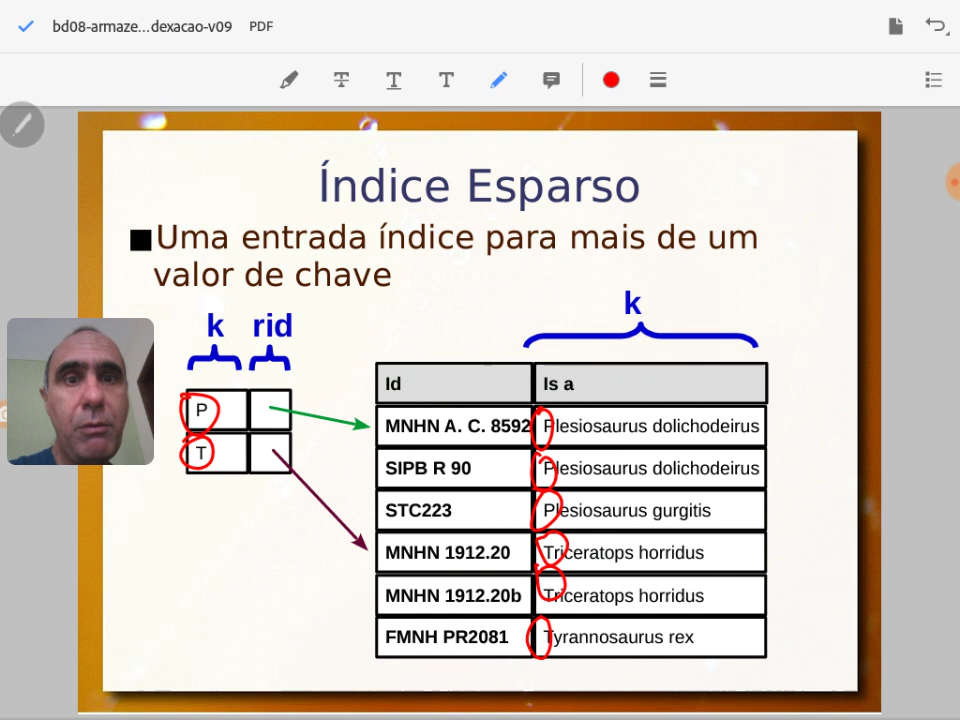 bd08-armaze...dexacao-v09 PDF
Índice Esparso
Uma entrada índice para mais de um
valor de chave
k
k rid
Id Is a
P
MNHN A. C. 8592 Plesiosaurus dolichodeirus
T
SIPB R 90 Plesiosaurus dolichodeirus
STC223 Plesiosaurus gurgitis
MNHN 1912.20 Triceratops horridus
MNHN 1912.20b Triceratops horridus
FMNH PR2081 Tyrannosaurus rex